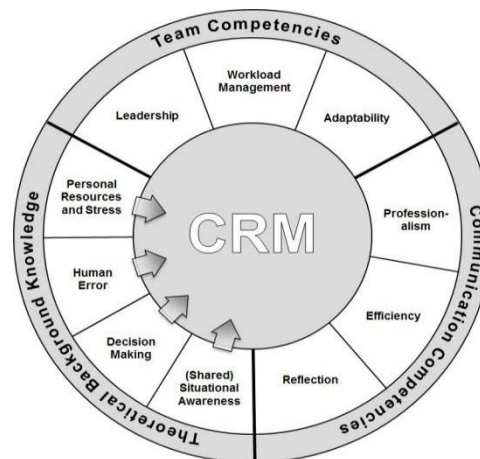 Team Competencies
Workload
Management
Leadership
Adaptability
Personal
Resources
and Stress
CRM
Profession-
alism
Human
Error
Efficiency
Decision
Making
(Shared)
Situational
Awareness
Reflection
Theoretical Background Knowledge
Communication Competencies